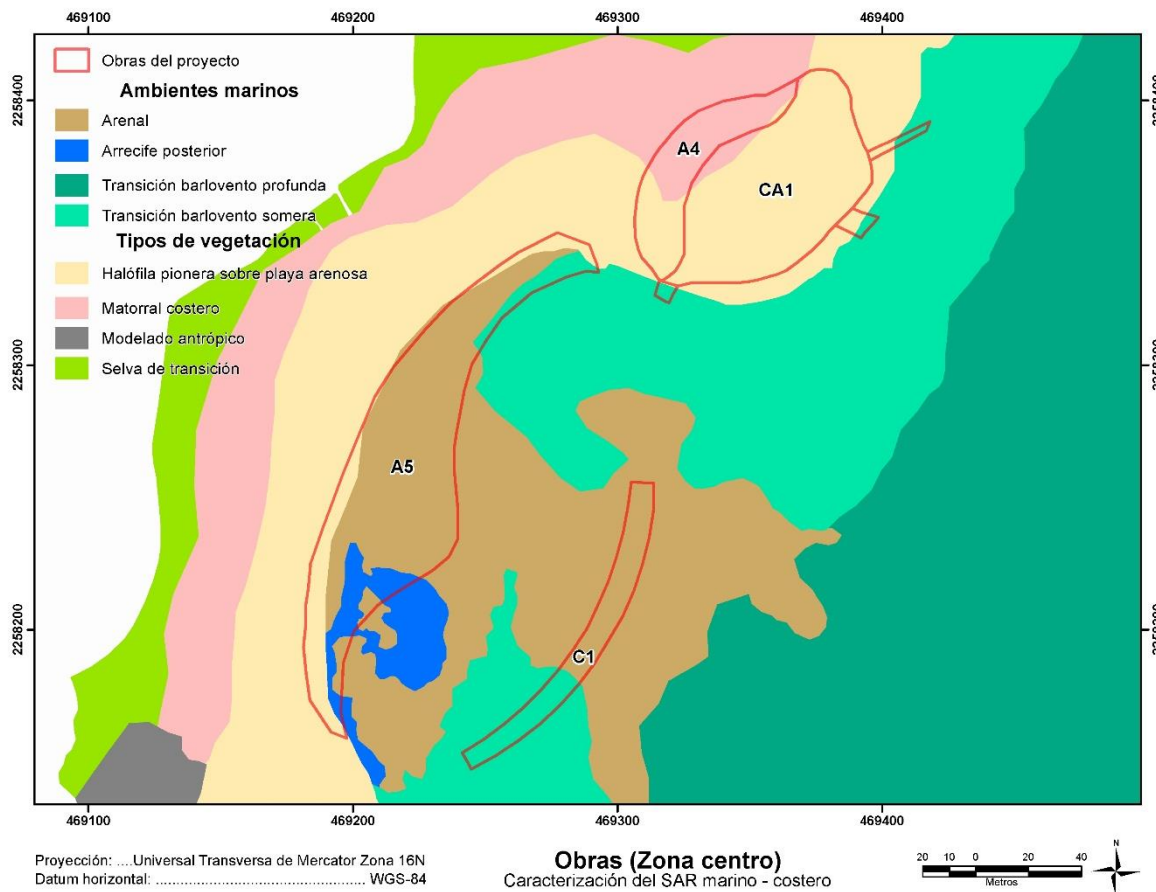 469100
469200
469300
469400
2258400
2258300
2258200
2258400
2258300
2258200
Obras del proyecto
Ambientes marinos
Arenal
Arrecife posterior
Transición barlovento profunda
Transición barlovento somera
Tipos de vegetación
Halófila pionera sobre playa arenosa
Matorral costero
Modelado antrópico
Selva de transición
A4
CA1
A5
C1
469100
469200
469300
469400
Proyección: ....Universal Transversa de Mercator Zona 16N
Datum horizontal: ................................................ WGS-84
Obras (Zona centro)
Caracterización del SAR marino - costero
20 10 0 20 40
Metros
N